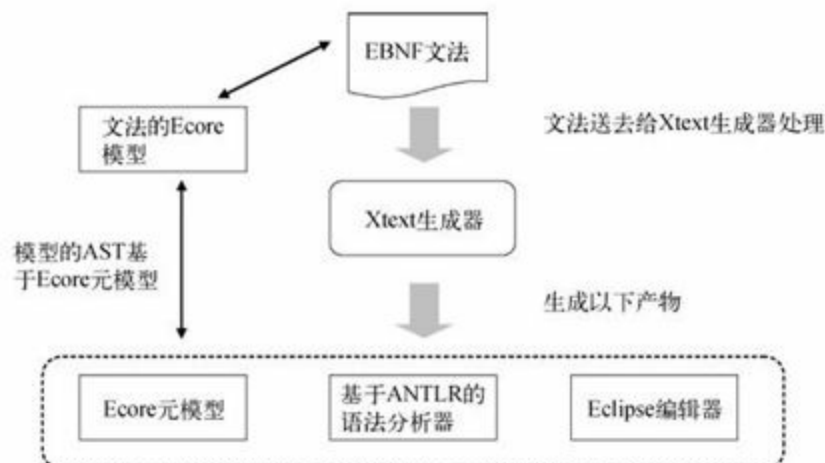 EBNF文法
文法的Ecore
模型
文法送去给Xtext生成器处理
Xtext生成器
模型的AST基
于Ecore元模型
生成以下产物
Ecore元模型
基于ANTLR的
语法分析器
Eclipse编辑器